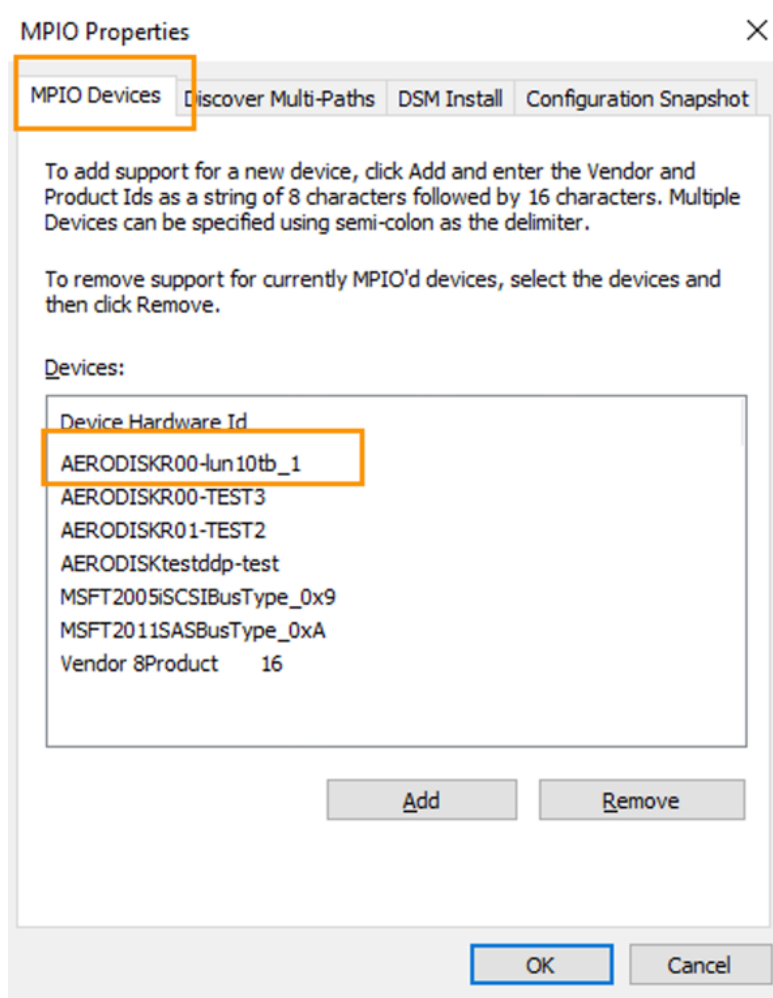 MPIO Properties
MPIO Devices
Discover Multi-Paths
DSM Install
Configuration Snapshot
To add support for a new device, click Add and enter the Vendor and
Product Ids as a string of 8 characters followed by 16 characters. Multiple
Devices can be specified using semi-colon as the delimiter.
To remove support for currently MPIO'd devices, select the devices and
then click Remove.
Devices:
Device Hardware Id
AERODISKR00-lun10tb_1
AERODISKR00-TEST3
AERODISKR01-TEST2
AERODISKtestddp-test
MSFT2005iSCSIBusType_0x9
MSFT2011SASBusType_0xA
Vendor 8Product      16
Add
Remove
OK
Cancel